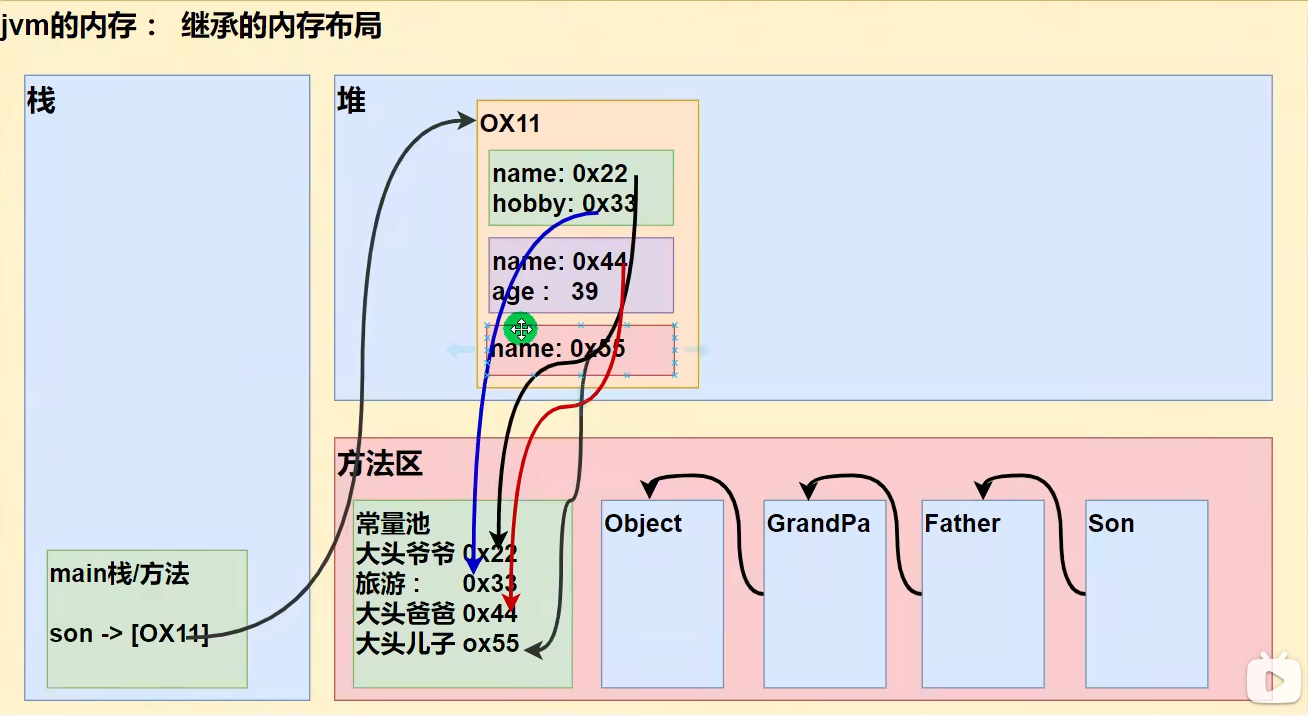 jvm的内存： 继承的内存布局
栈
堆
OX11
name: 0x22
hobby: 0x33
name: 0x44
age： 39
name: 0x55
方法区
常量池
大头爷爷 0x22
旅游： 0x33
大头爸爸 0x44
大头儿子 ox55
Object
GrandPa
Father
Son
main栈/方法
son -> [OX11]